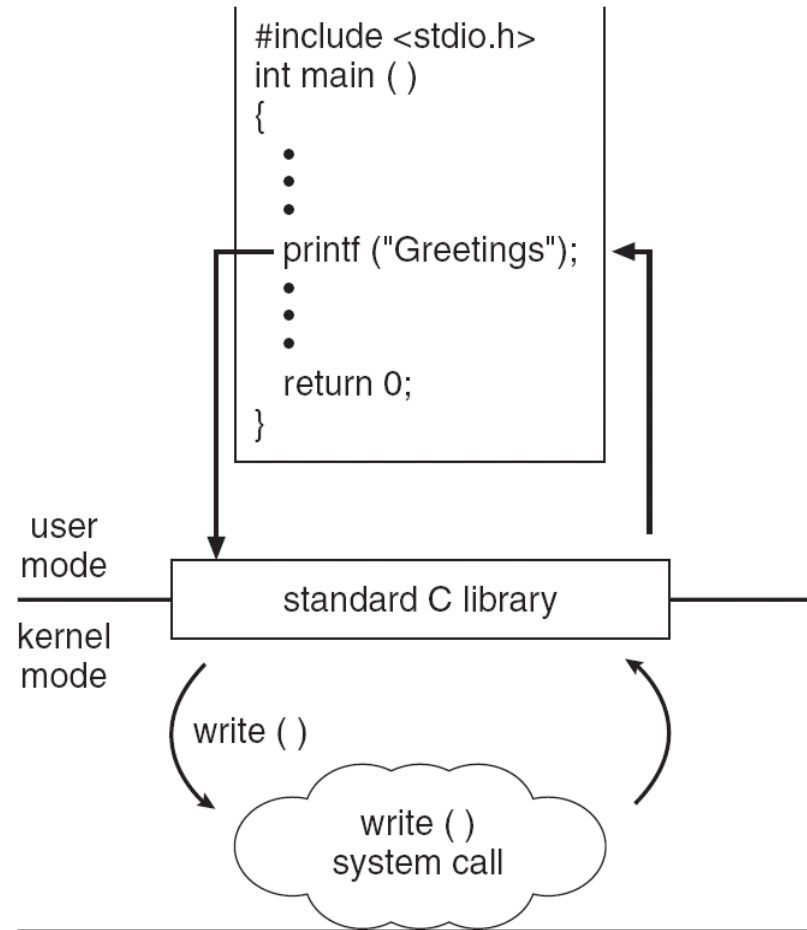 #include <stdio.h>
int main ( )
{
•
•
•
printf ("Greetings");
•
•
•
return 0;
}
user
mode
standard C library
kernel
mode
write ( )
write ( )
system call